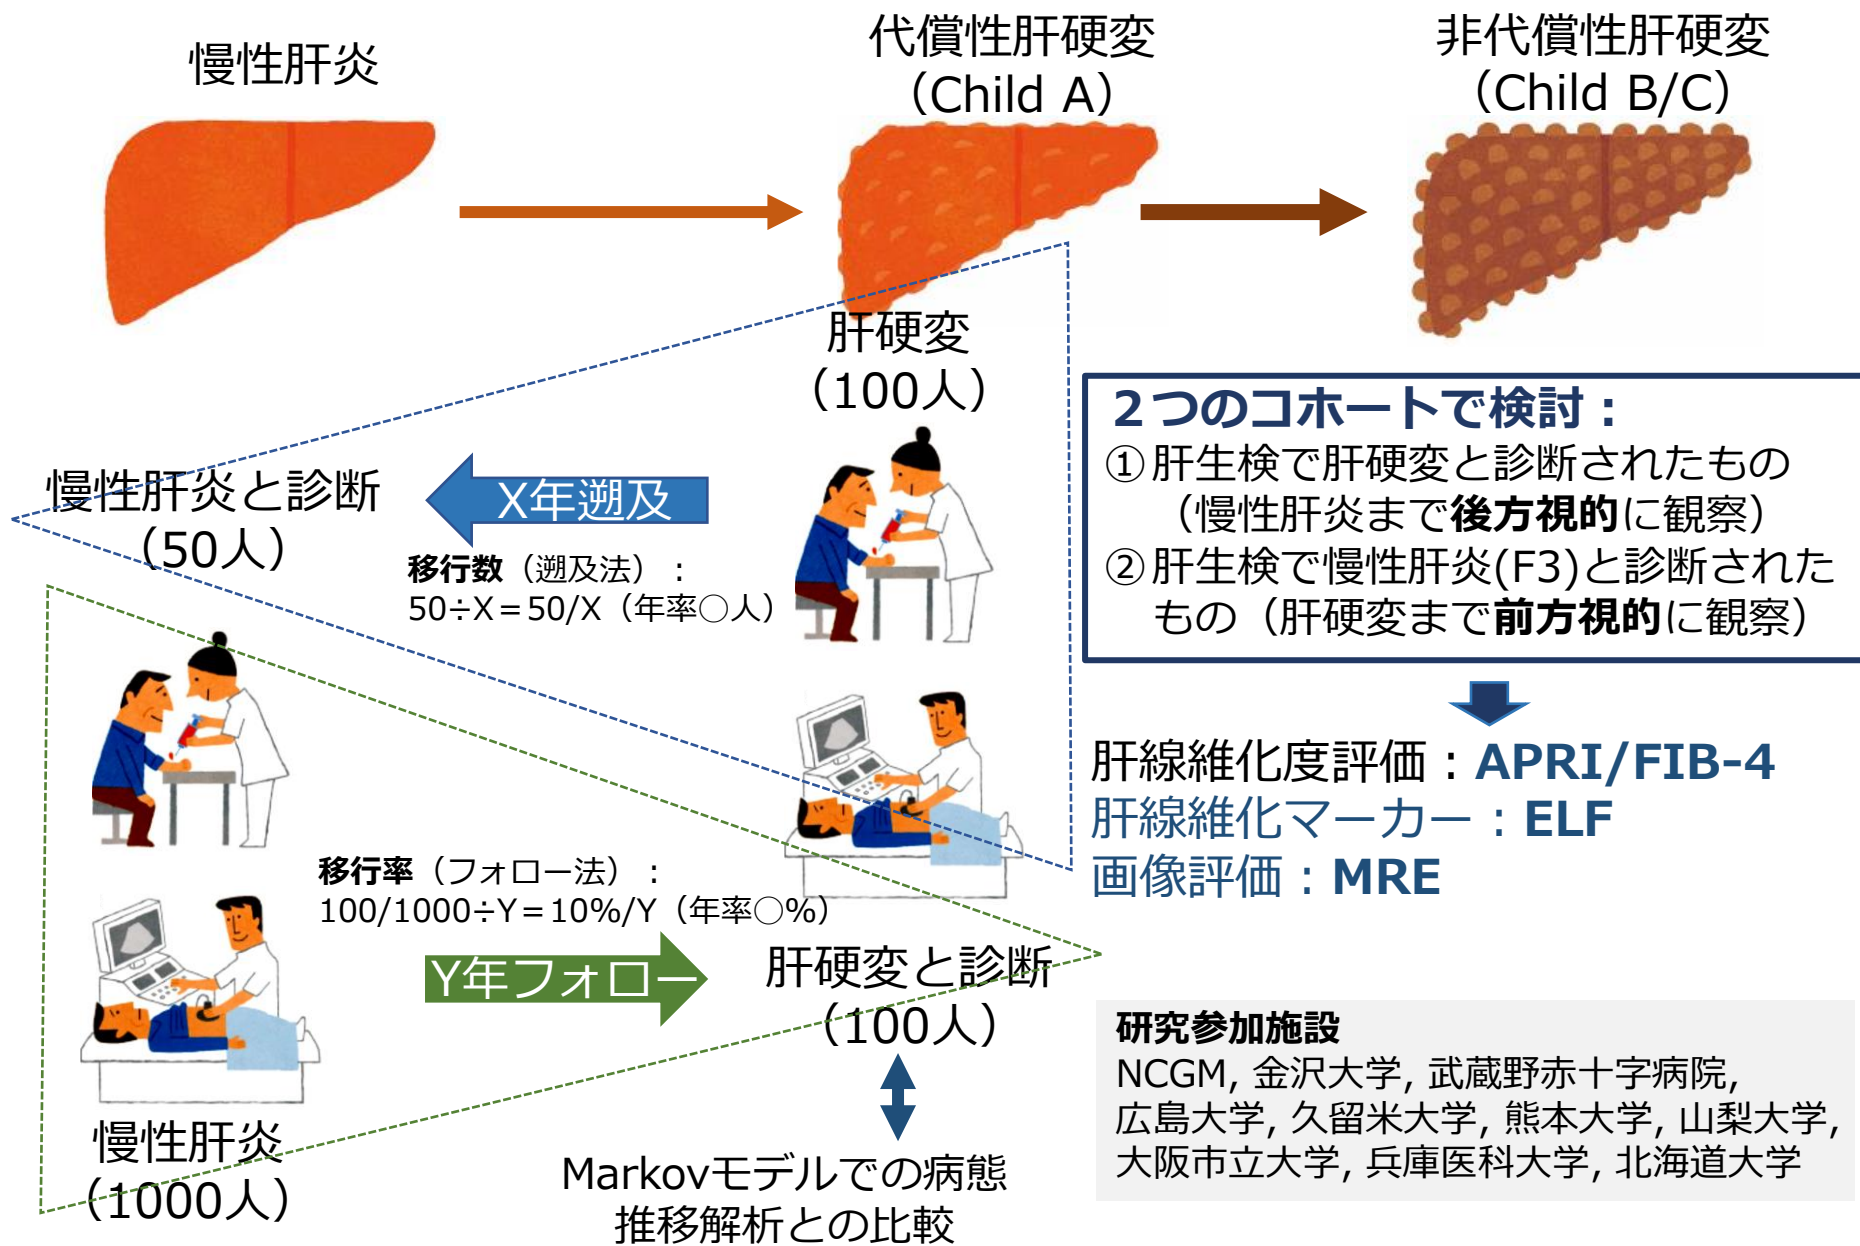 慢性肝炎
代償性肝硬変
（Child A）
非代償性肝硬変
（Child B/C）
肝硬変
（100人）
慢性肝炎と診断
（50人）
X年遡及
移行数（遡及法）：
50÷X＝50/X（年率○人）
２つのコホートで検討：
①肝生検で肝硬変と診断されたもの
（慢性肝炎まで後方視的に観察）
②肝生検で慢性肝炎(F3)と診断された
もの（肝硬変まで前方視的に観察）
肝線維化度評価：APRI/FIB-4
肝線維化マーカー：ELF
画像評価：MRE
移行率（フォロー法）：
100/1000÷Y＝10%/Y（年率○%）
Y年フォロー
肝硬変と診断
（100人）
慢性肝炎
（1000人）
Markovモデルでの病態
推移解析との比較
研究参加施設
NCGM, 金沢大学, 武蔵野赤十字病院,
広島大学, 久留米大学, 熊本大学, 山梨大学,
大阪市立大学, 兵庫医科大学, 北海道大学